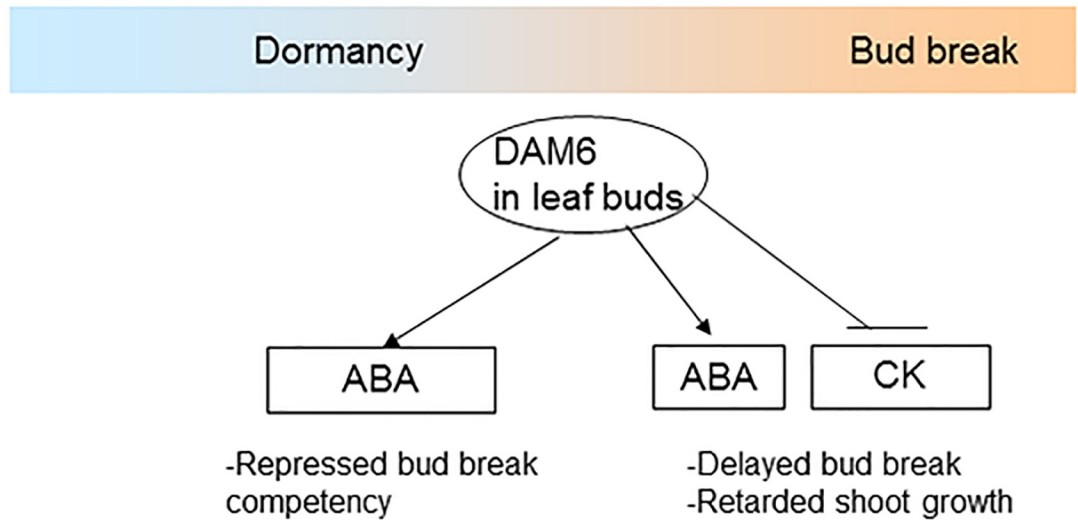 Dormancy
Bud break
DAM6
in leaf buds
ABA
ABA
CK
-Repressed bud break
competency
-Delayed bud break
-Retarded shoot growth